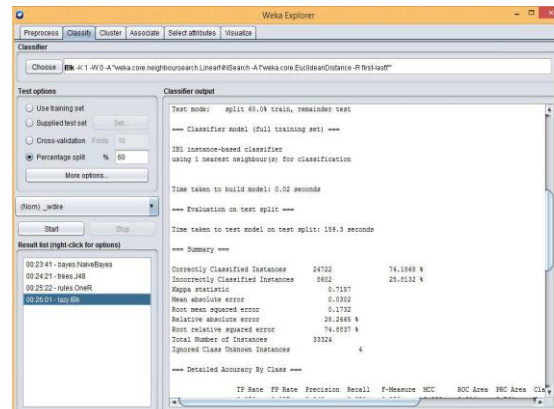 Weka Explorer
Preprocess Classify Cluster Associate Select attributes Visualize
Classifier
Choose IBk -K 1 -W 0 -A "weka.core.neighboursearch.LinearNNSearch -A \"weka.core.EuclideanDistance -R first-last\""
Test options
Use training set
Supplied test set Set...
Cross-validation Folds 10
Percentage split % 60
More options...
(Nom) _wdire
Start Stop
Result list (right-click for options)
00:23:41 - bayes.NaiveBayes
00:24:21 - trees.J48
00:25:22 - rules.OneR
00:26:01 - lazy.IBk
Classifier output
Test mode: split 60.0% train, remainder test
=== Classifier model (full training set) ===
IB1 instance-based classifier
using 1 nearest neighbour(s) for classification
Time taken to build model: 0.02 seconds
=== Evaluation on test split ===
Time taken to test model on test split: 159.3 seconds
=== Summary ===
Correctly Classified Instances 24722 74.1868 %
Incorrectly Classified Instances 8602 25.8132 %
Kappa statistic 0.7157
Mean absolute error 0.0302
Root mean squared error 0.1732
Relative absolute error 28.2665 %
Root relative squared error 74.8837 %
Total Number of Instances 33324
Ignored Class Unknown Instances 4
=== Detailed Accuracy By Class ===
TP Rate FP Rate Precision Recall F-Measure MCC ROC Area PRC Area Cla